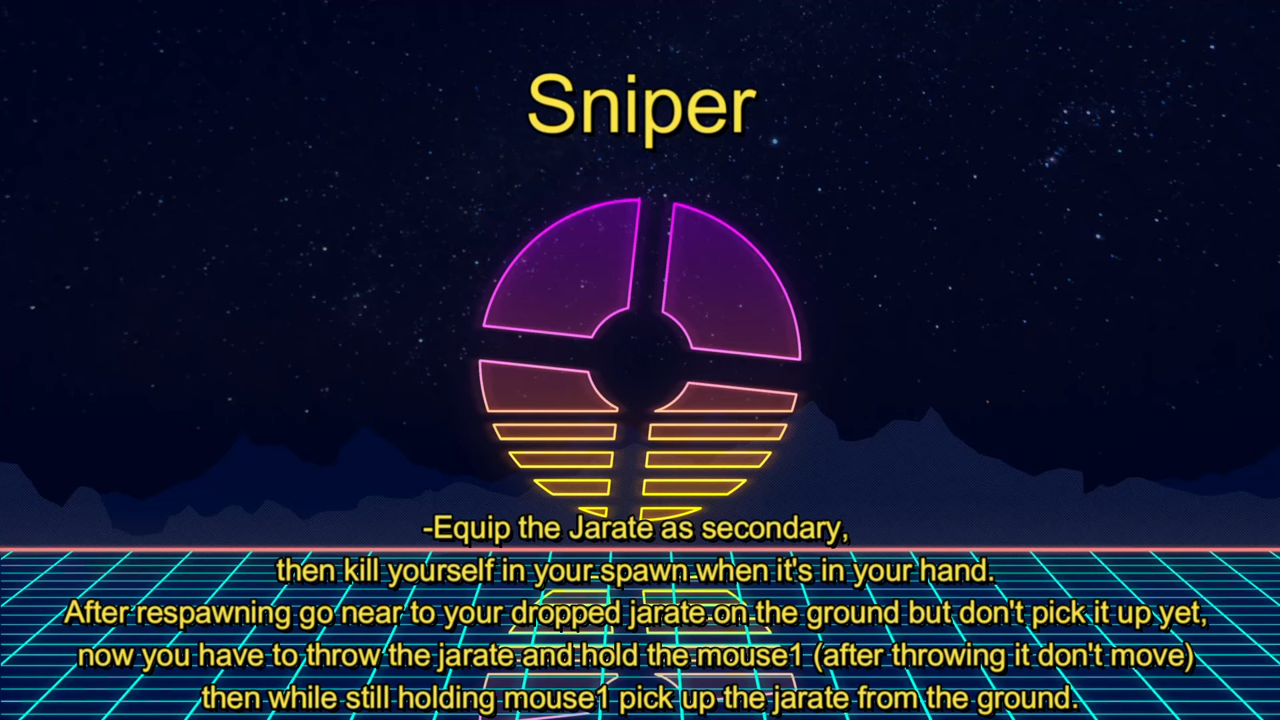 Sniper
-Equip the Jarate as secondary,
then kill yourself in your spawn when it's in your hand.
After respawning go near to your dropped jarate on the ground but don't pick it up yet,
now you have to throw the jarate and hold the mouse1 (after throwing it don't move)
then while still holding mouse1 pick up the jarate from the ground.